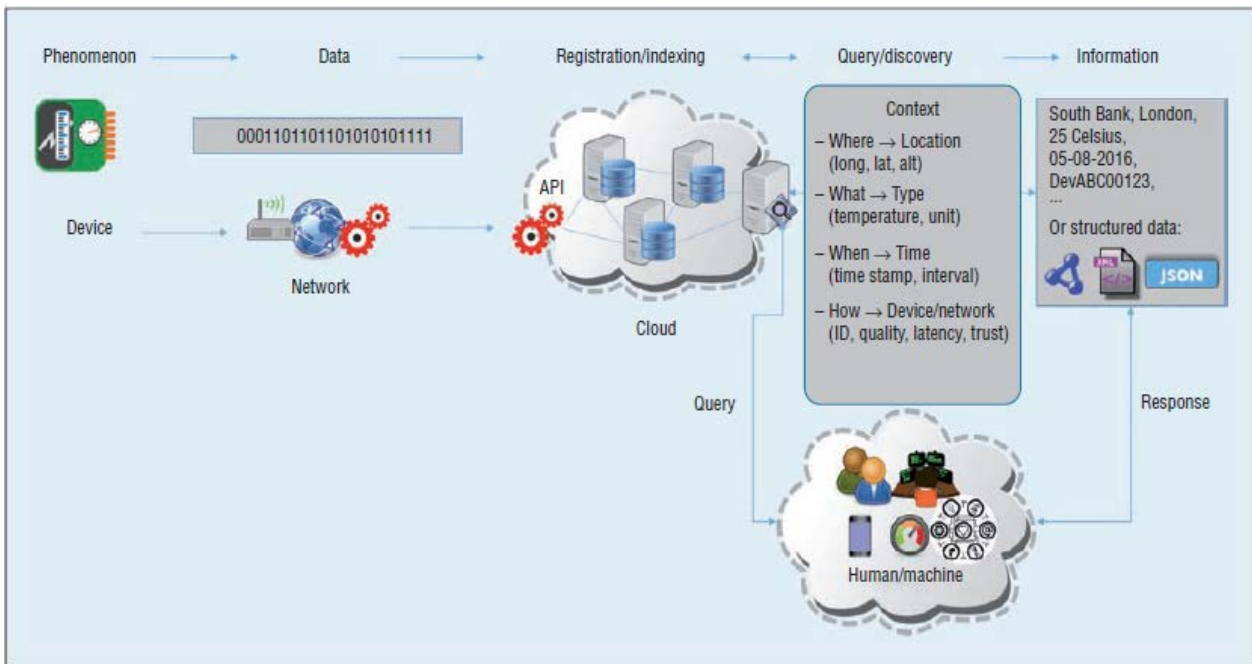 Phenomenon
Data
Registration/indexing
Query/discovery
Information
00011011011010101011111
API
Device
Network
Cloud
Context
– Where → Location
(long, lat, alt)
– What → Type
(temperature, unit)
– When → Time
(time stamp, interval)
– How → Device/network
(ID, quality, latency, trust)
South Bank, London,
25 Celsius,
05-08-2016,
DevABC00123,
...
Or structured data:
XML
</>
JSON
Query
Response
Human/machine